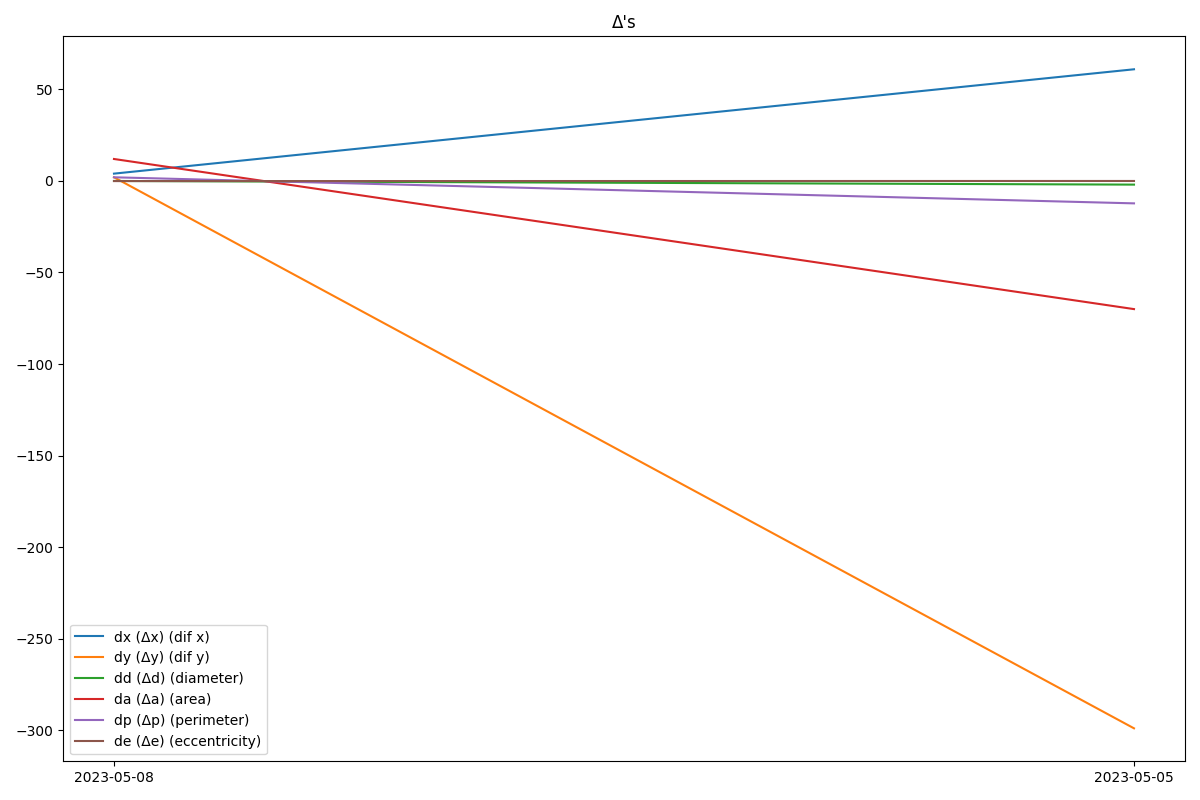 Δ's
50
0
−50
−100
−150
−200
−250
−300
dx (Δx) (dif x)
dy (Δy) (dif y)
dd (Δd) (diameter)
da (Δa) (area)
dp (Δp) (perimeter)
de (Δe) (eccentricity)
2023-05-08 2023-05-05